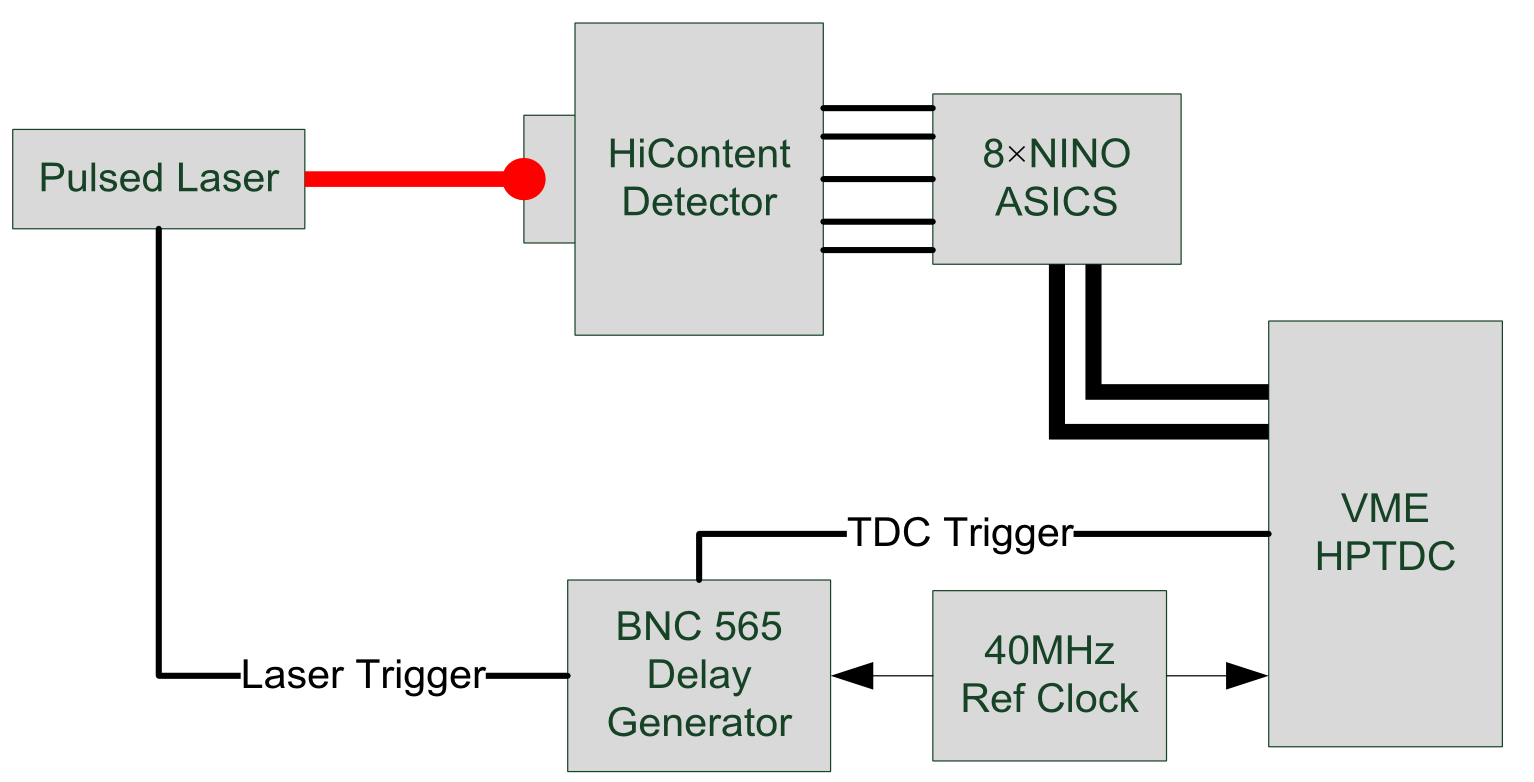 Pulsed Laser
HiContent
Detector
8×NINO
ASICS
VME
HPTDC
TDC Trigger
BNC 565
Delay
Generator
40MHz
Ref Clock
Laser Trigger